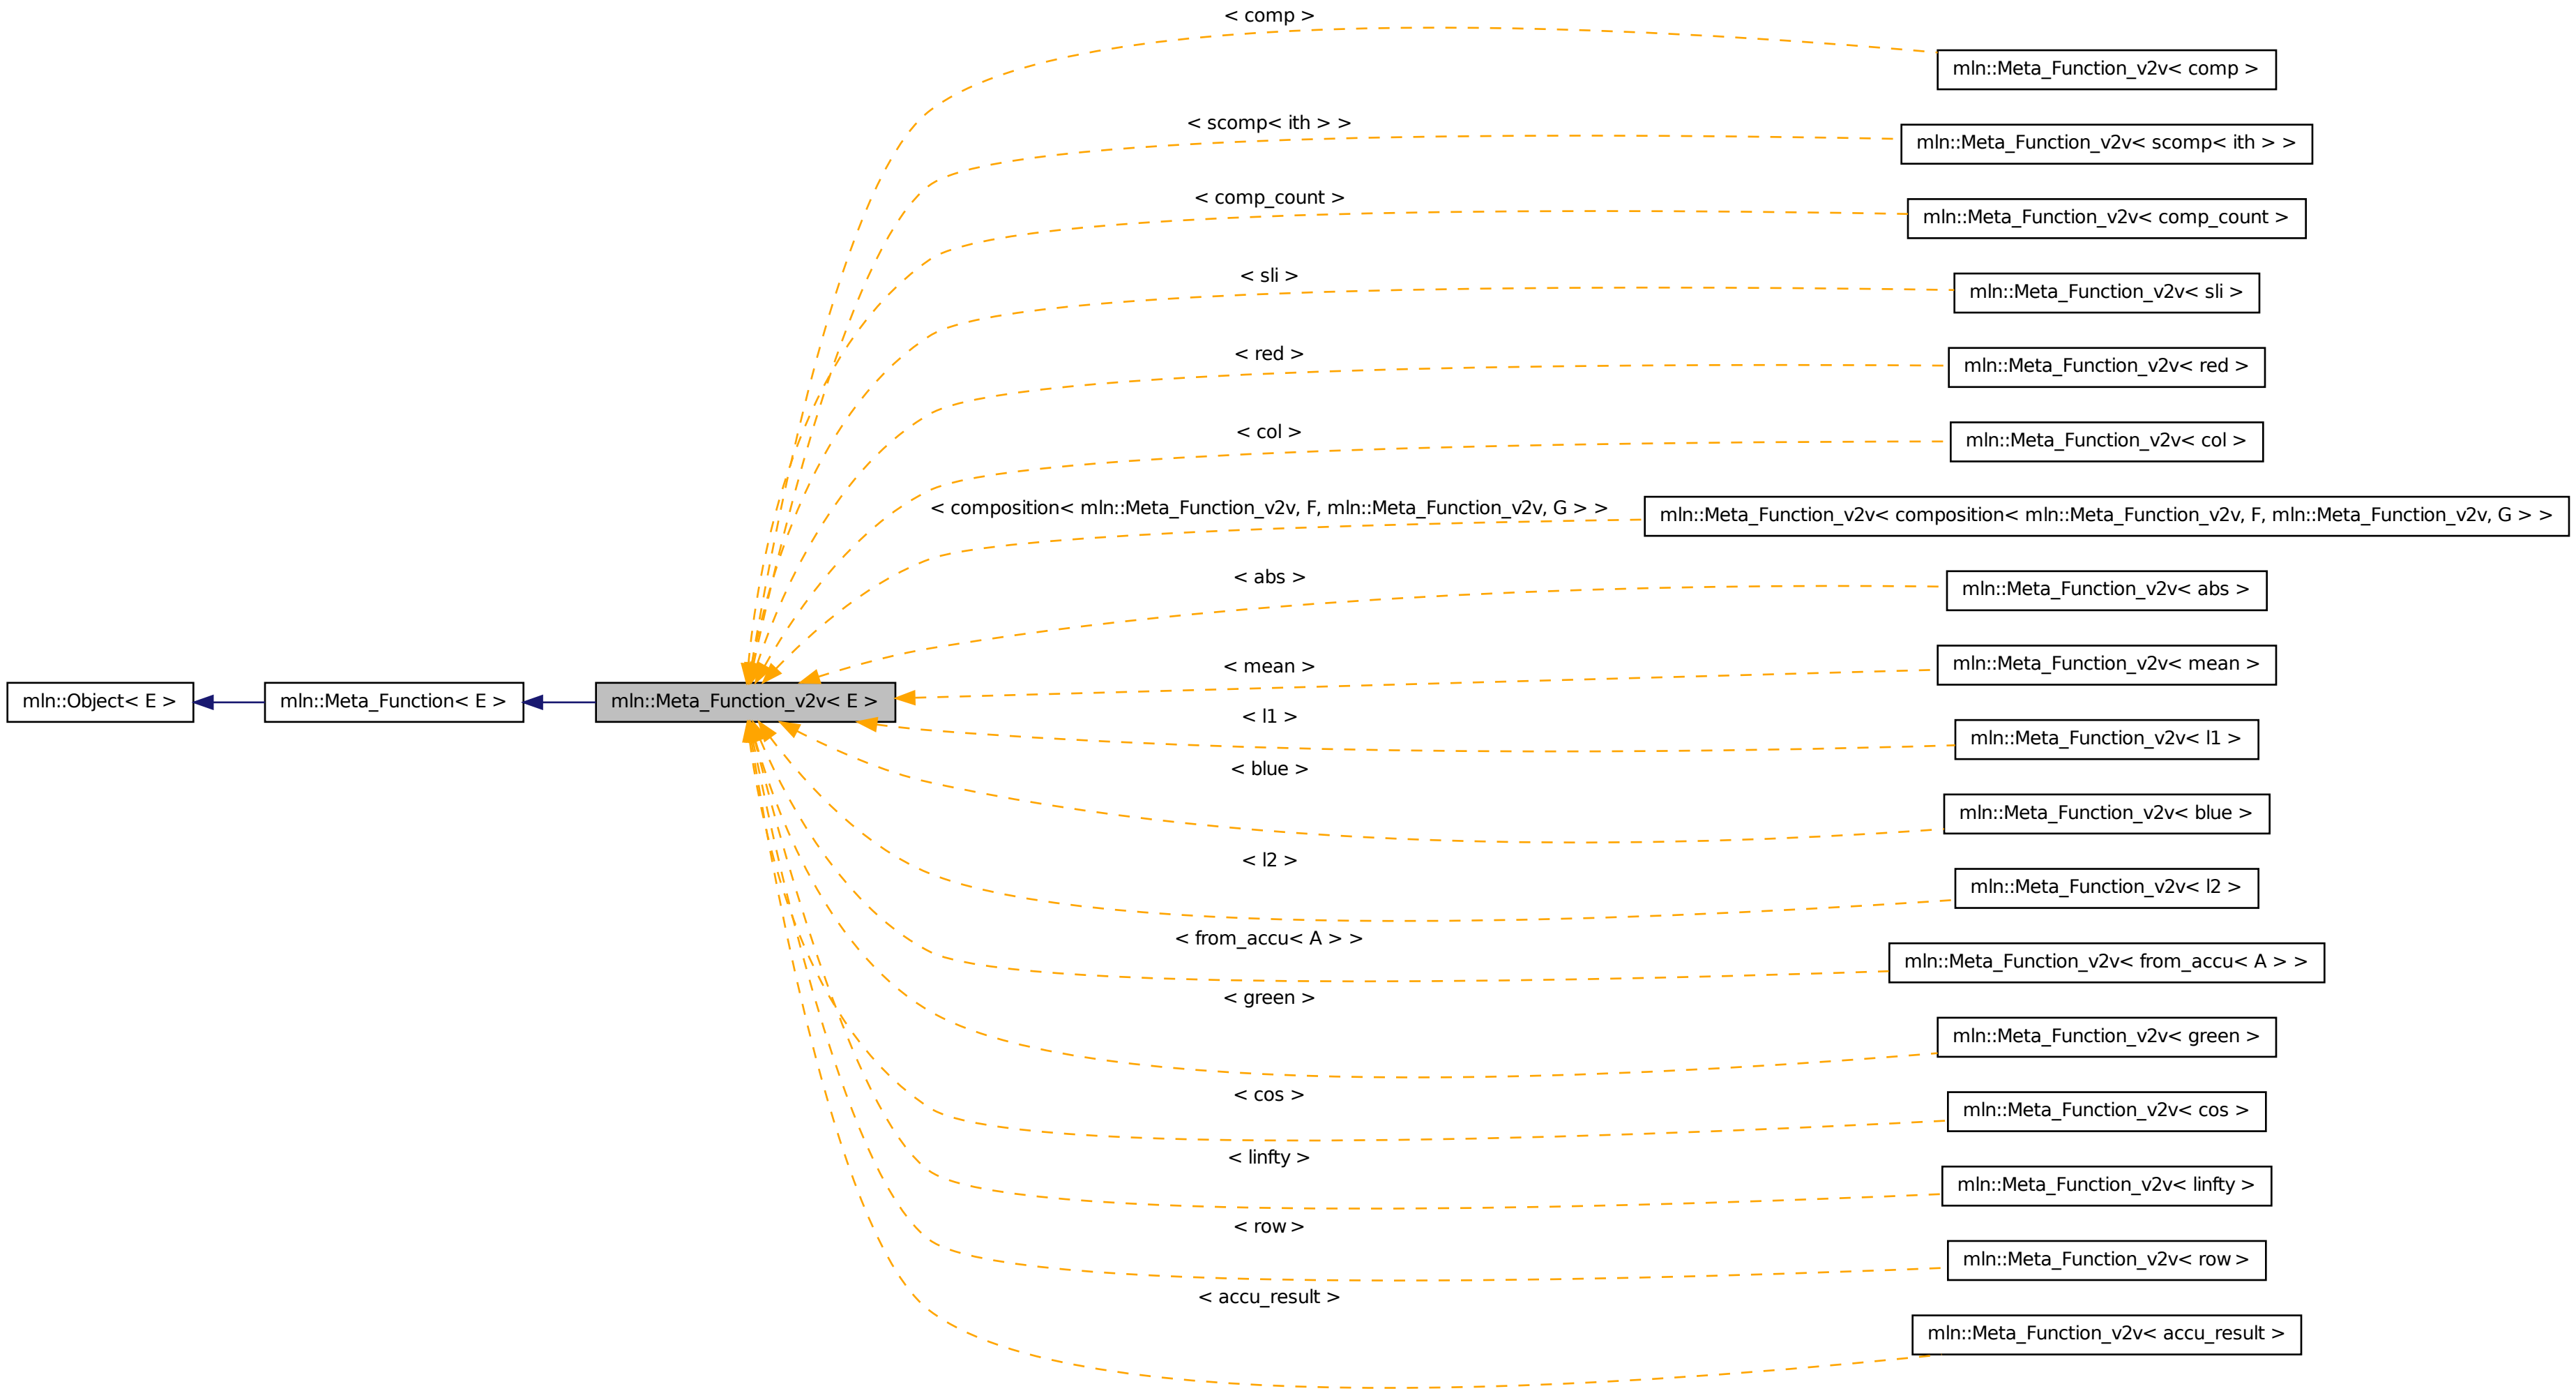 < comp >
mln::Meta_Function_v2v< comp >
< scomp< ith > >
mln::Meta_Function_v2v< scomp< ith > >
< comp_count >
mln::Meta_Function_v2v< comp_count >
< sli >
mln::Meta_Function_v2v< sli >
< red >
mln::Meta_Function_v2v< red >
< col >
mln::Meta_Function_v2v< col >
< composition< mln::Meta_Function_v2v, F, mln::Meta_Function_v2v, G > >
mln::Meta_Function_v2v< composition< mln::Meta_Function_v2v, F, mln::Meta_Function_v2v, G > >
< abs >
mln::Meta_Function_v2v< abs >
< mean >
mln::Meta_Function_v2v< mean >
mln::Object< E >
mln::Meta_Function< E >
mln::Meta_Function_v2v< E >
< l1 >
mln::Meta_Function_v2v< l1 >
< blue >
mln::Meta_Function_v2v< blue >
< l2 >
mln::Meta_Function_v2v< l2 >
< from_accu< A > >
mln::Meta_Function_v2v< from_accu< A > >
< green >
mln::Meta_Function_v2v< green >
< cos >
mln::Meta_Function_v2v< cos >
< linfty >
mln::Meta_Function_v2v< linfty >
< row >
mln::Meta_Function_v2v< row >
< accu_result >
mln::Meta_Function_v2v< accu_result >